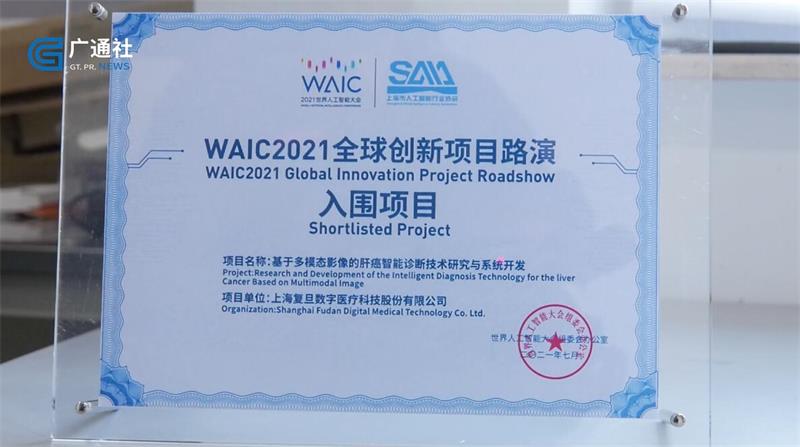 广通社
GT. PR. NEWS
WAIC
2021世界人工智能大会
SAIA
上海市人工智能行业协会
WAIC2021全球创新项目路演
WAIC2021 Global Innovation Project Roadshow
入围项目
Shortlisted Project
项目名称:基于多模态影像的肝癌智能诊断技术研究与系统开发
Project:Research and Development of the Intelligent Diagnosis Technology for the liver
Cancer Based on Multimodal Image
项目单位:上海复旦数字医疗科技股份有限公司
Organization:Shanghai Fudan Digital Medical Technology Co. Ltd.
世界人工智能大会组委会办公室
二〇二一年七月